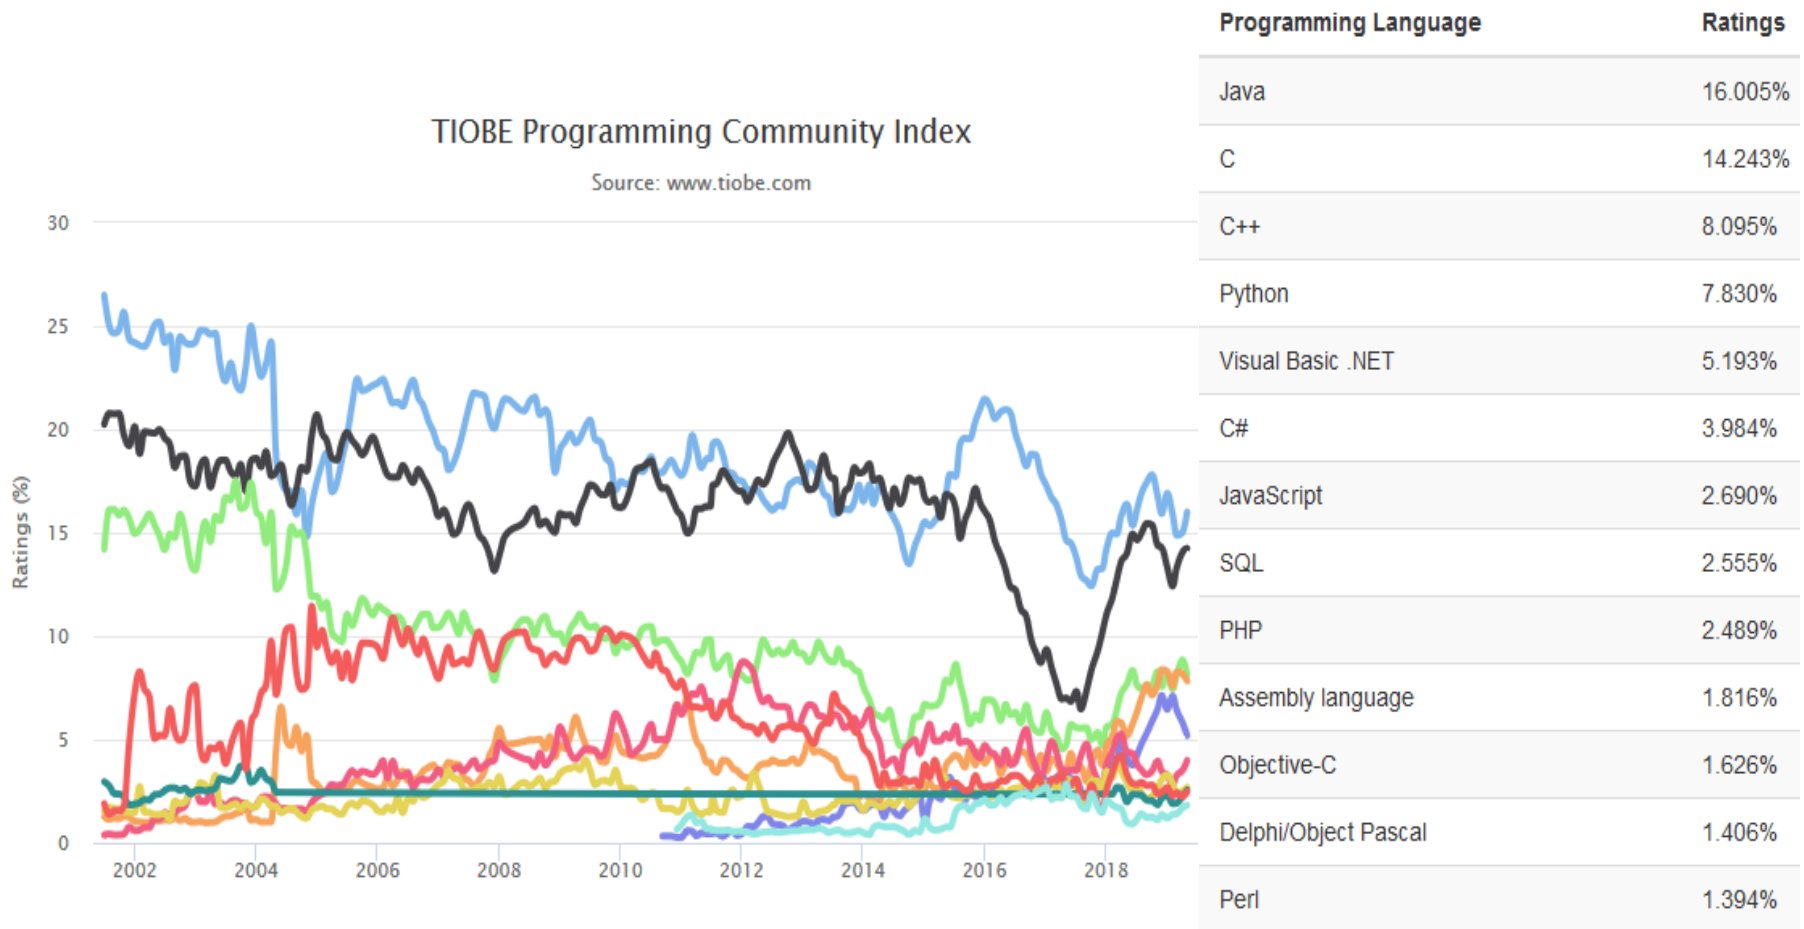 TIOBE Programming Community Index
Source: www.tiobe.com
Ratings (%)
30
25
20
15
10
5
0
2002 2004 2006 2008 2010 2012 2014 2016 2018
Programming Language Ratings
Java 16.005%
C 14.243%
C++ 8.095%
Python 7.830%
Visual Basic .NET 5.193%
C# 3.984%
JavaScript 2.690%
SQL 2.555%
PHP 2.489%
Assembly language 1.816%
Objective-C 1.626%
Delphi/Object Pascal 1.406%
Perl 1.394%